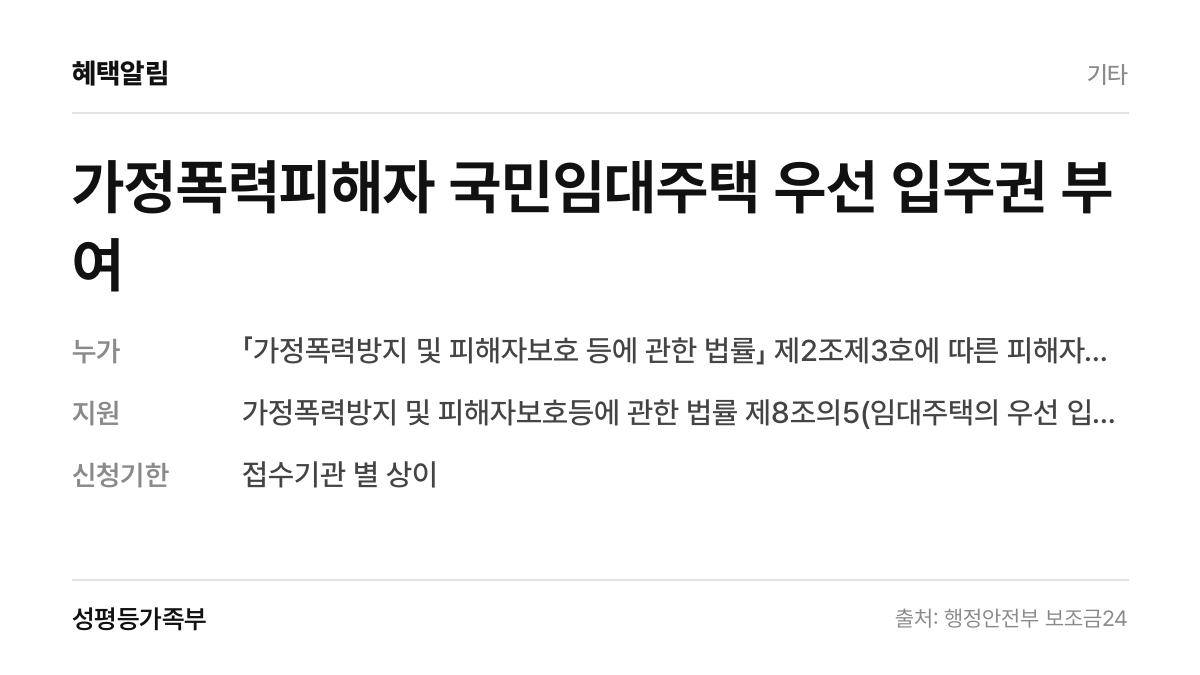 혜택알림
기타
가정폭력피해자 국민임대주택 우선 입주권 부
여
누가 「가정폭력방지 및 피해자보호 등에 관한 법률」 제2조제3호에 따른 피해자...
지원 가정폭력방지 및 피해자보호등에 관한 법률 제8조의5(임대주택의 우선 입...
신청기한 접수기관 별 상이
성평등가족부
출처: 행정안전부 보조금24